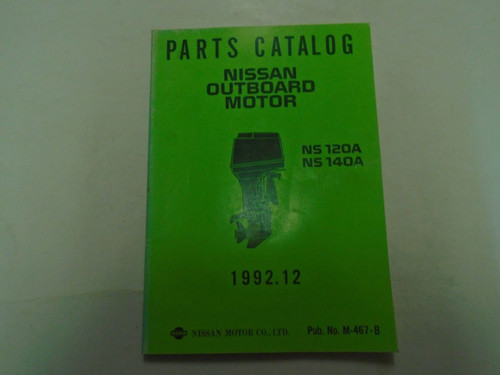 PARTS CATALOG
NISSAN
OUTBOARD
MOTOR
NS 120A
NS 140A
1992.12
NISSAN MOTOR CO., LTD.
Pub. No. M-467-B